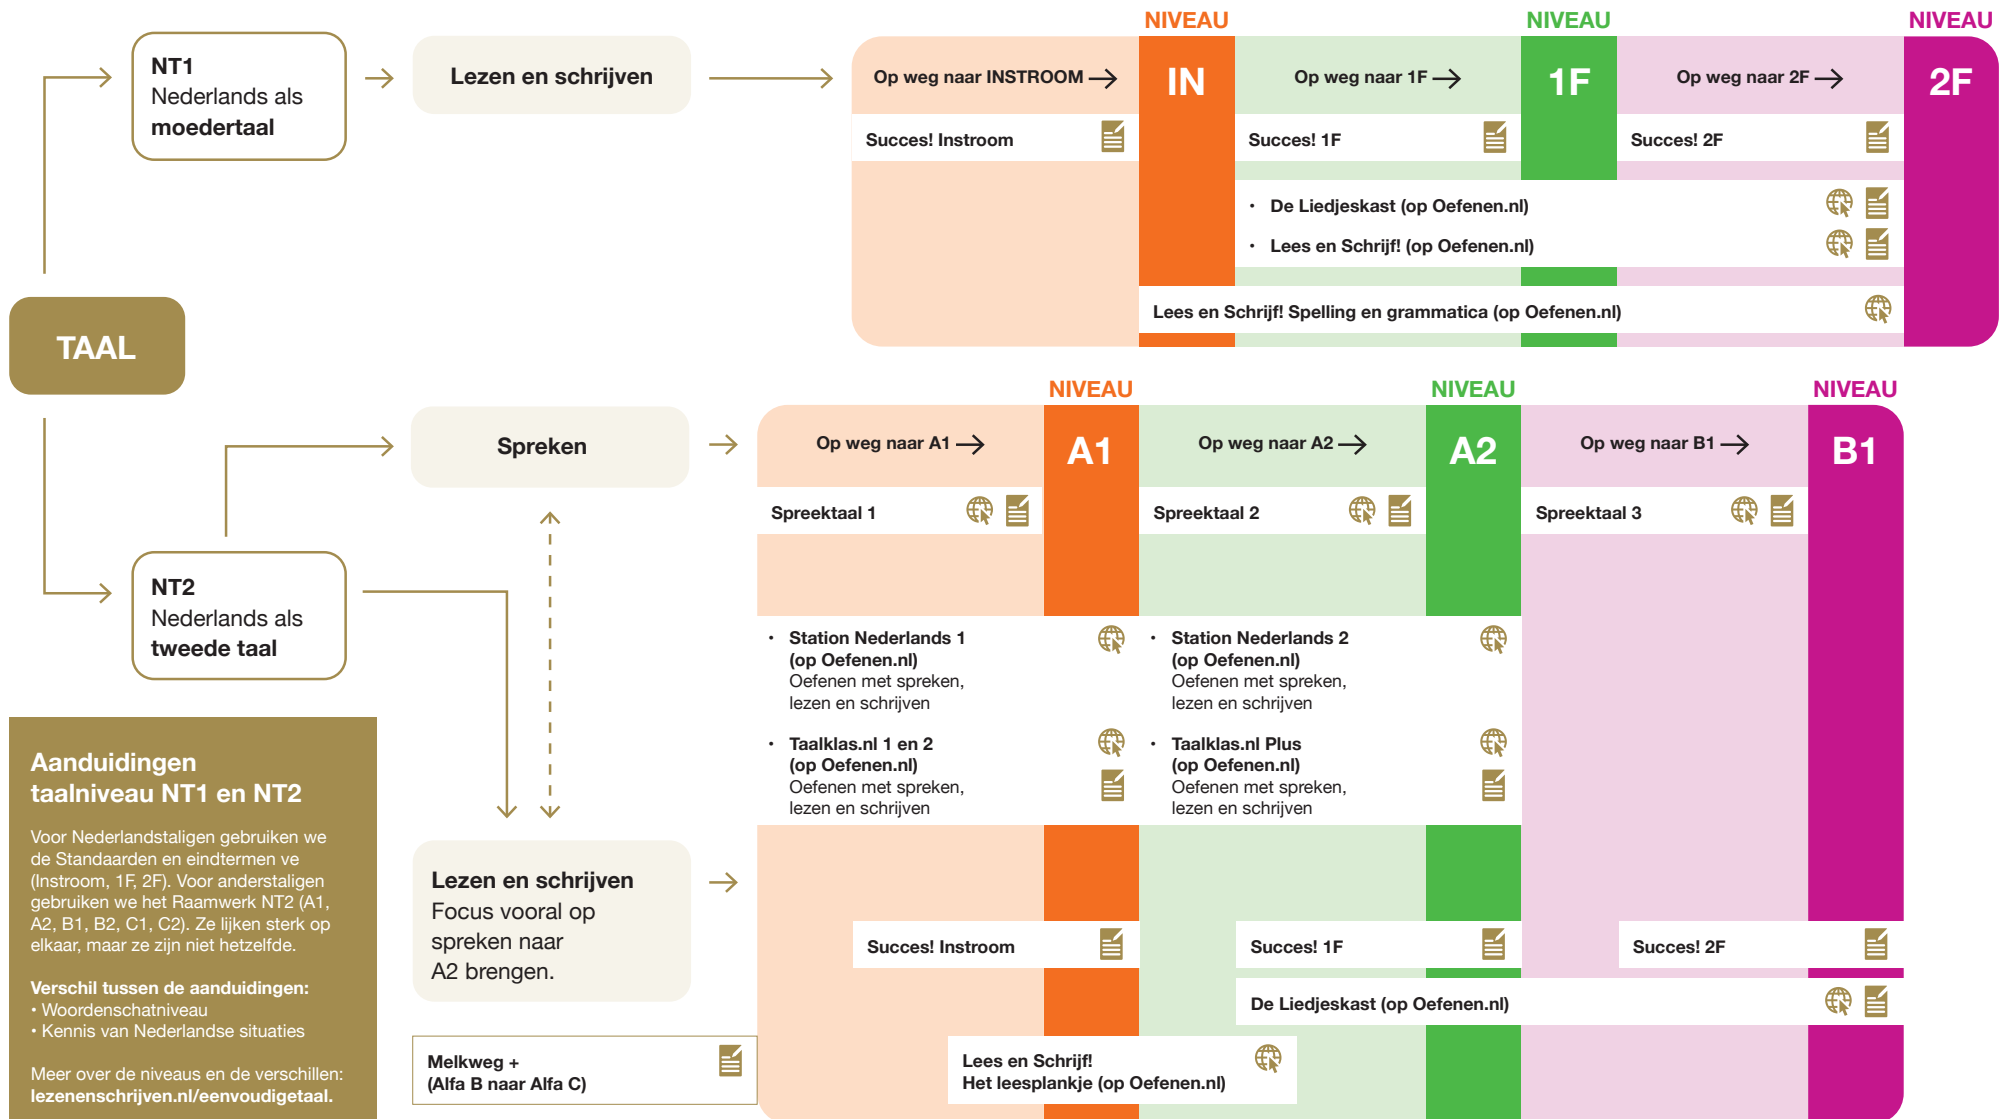 TAAL
NT1
Nederlands als
moedertaal
Lezen en schrijven
NIVEAU
NIVEAU
NIVEAU
Op weg naar INSTROOM
IN
Op weg naar 1F
1F
Op weg naar 2F
2F
Succes! Instroom
Succes! 1F
Succes! 2F
• De Liedjeskast (op Oefenen.nl)
• Lees en Schrijf! (op Oefenen.nl)
Lees en Schrijf! Spelling en grammatica (op Oefenen.nl)
NT2
Nederlands als
tweede taal
Spreken
NIVEAU
NIVEAU
NIVEAU
Op weg naar A1
A1
Op weg naar A2
A2
Op weg naar B1
B1
Spreektaal 1
Spreektaal 2
Spreektaal 3
• Station Nederlands 1
(op Oefenen.nl)
Oefenen met spreken,
lezen en schrijven
• Taalklas.nl 1 en 2
(op Oefenen.nl)
Oefenen met spreken,
lezen en schrijven
• Station Nederlands 2
(op Oefenen.nl)
Oefenen met spreken,
lezen en schrijven
• Taalklas.nl Plus
(op Oefenen.nl)
Oefenen met spreken,
lezen en schrijven
Lezen en schrijven
Focus vooral op
spreken naar
A2 brengen.
Succes! Instroom
Succes! 1F
Succes! 2F
De Liedjeskast (op Oefenen.nl)
Melkweg +
(Alfa B naar Alfa C)
Lees en Schrijf!
Het leesplankje (op Oefenen.nl)
Aanduidingen
taalniveau NT1 en NT2
Voor Nederlandstaligen gebruiken we
de Standaarden en eindtermen ve
(Instroom, 1F, 2F). Voor anderstaligen
gebruiken we het Raamwerk NT2 (A1,
A2, B1, B2, C1, C2). Ze lijken sterk op
elkaar, maar ze zijn niet hetzelfde.
Verschil tussen de aanduidingen:
• Woordenschatniveau
• Kennis van Nederlandse situaties
Meer over de niveaus en de verschillen:
lezenenschrijven.nl/eenvoudigetaal.